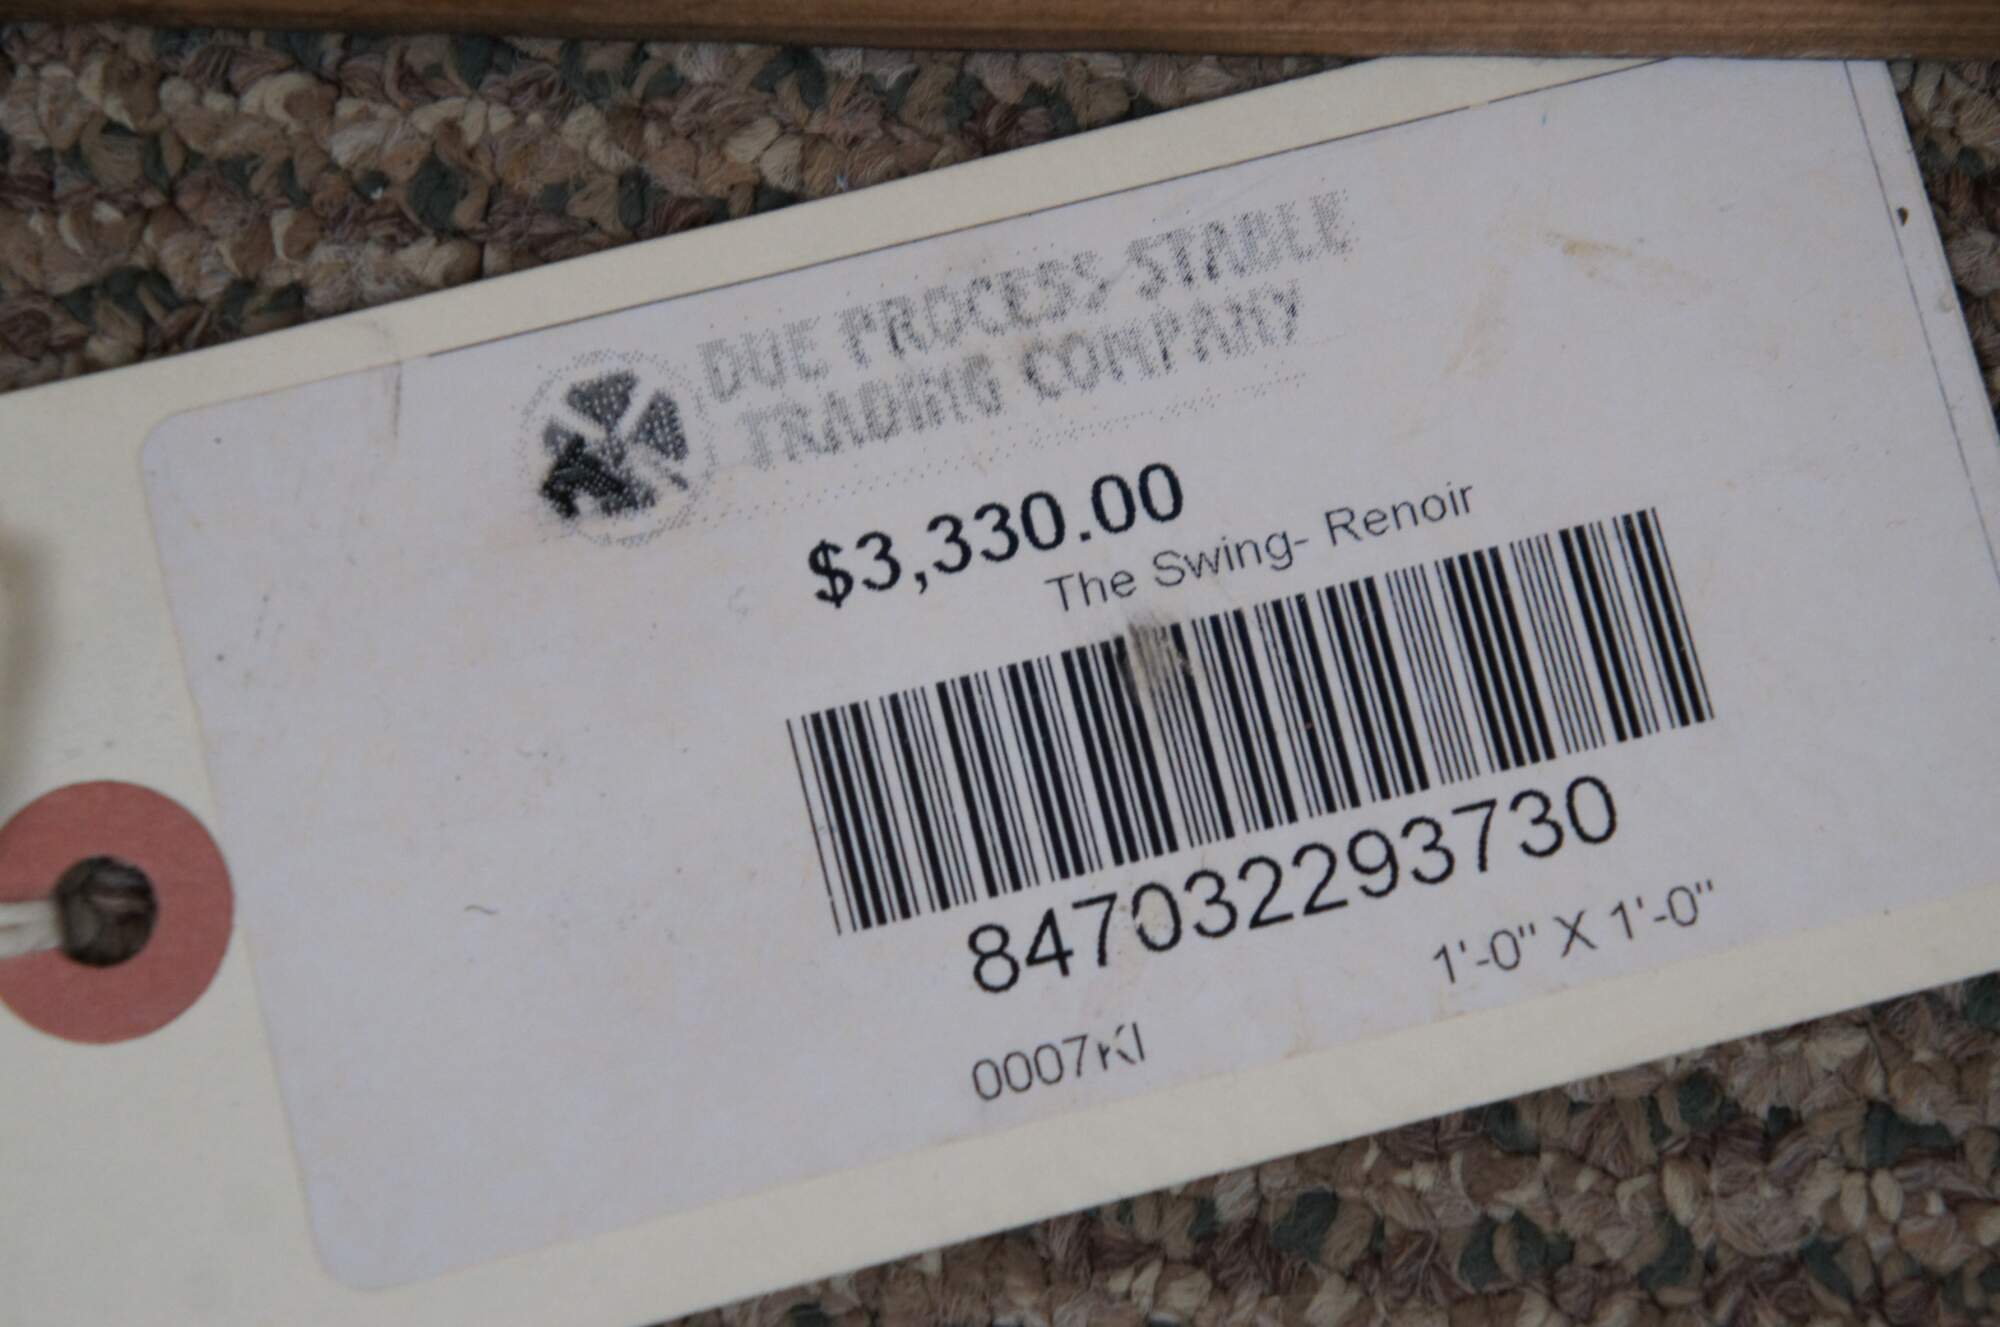 DUE PROCESS STABLE
TRADING COMPANY
$3,330.00
The Swing- Renoir
847032293730
1'-0" X 1'-0"
0007KI